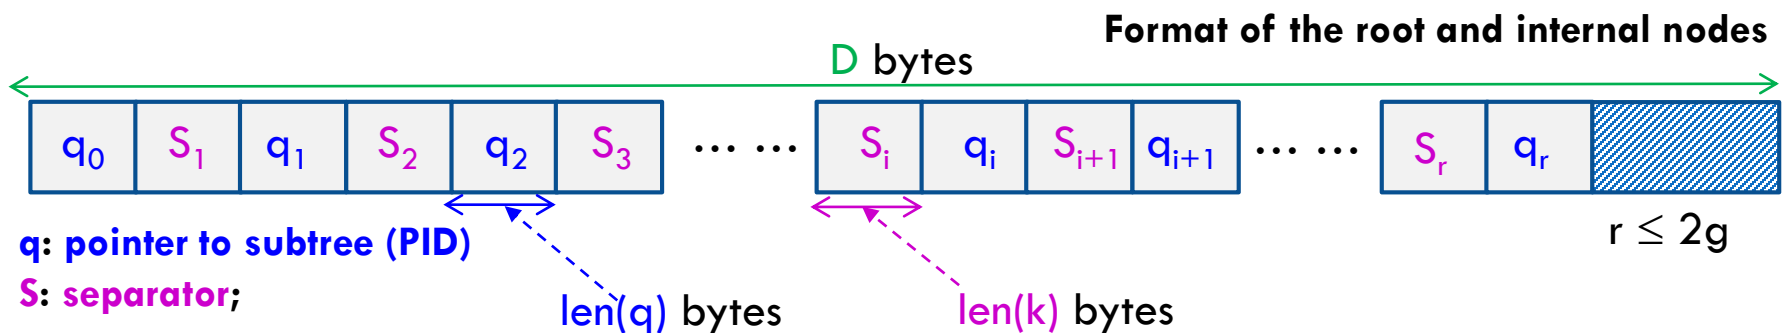 Format of the root and internal nodes
D bytes
q₀ S₁ q₁ S₂ q₂ S₃ ... ... Sᵢ qᵢ Sᵢ₊₁ qᵢ₊₁ ... ... Sᵣ qᵣ
r ≤ 2g
q: pointer to subtree (PID)
S: separator;
len(q) bytes
len(k) bytes